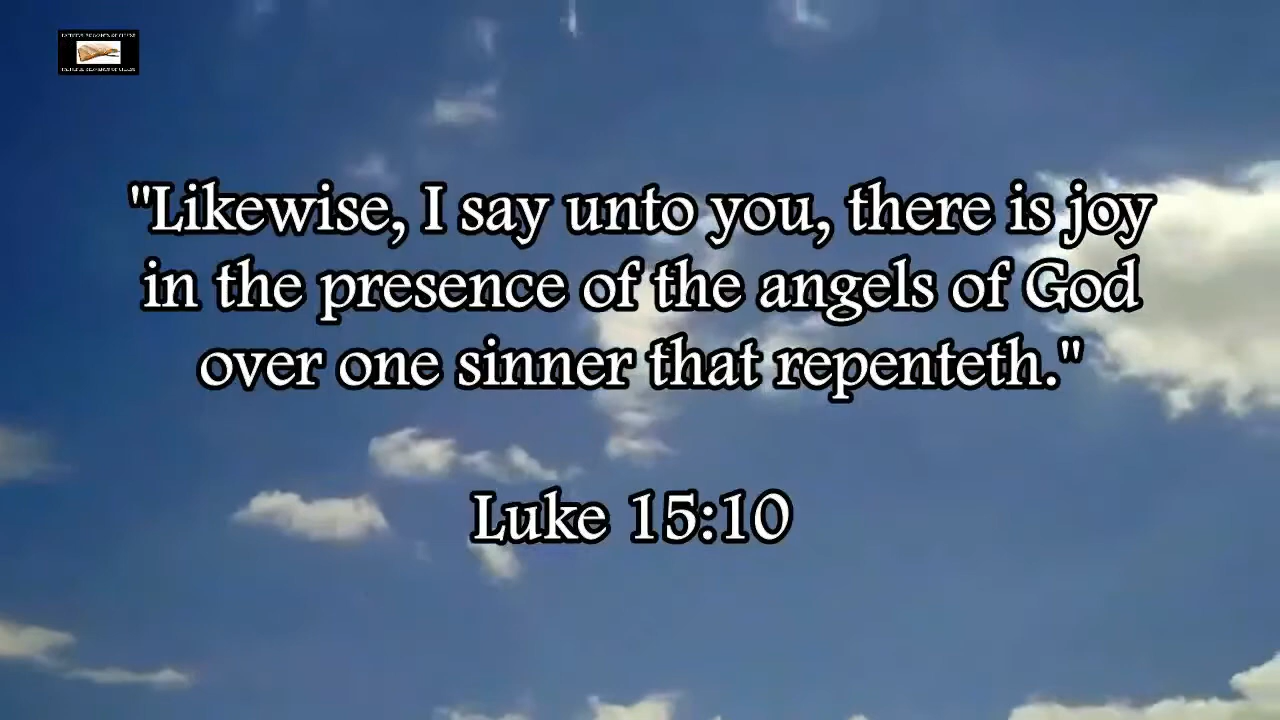 "Likewise, I say unto you, there is joy
in the presence of the angels of God
over one sinner that repenteth."
Luke 15:10